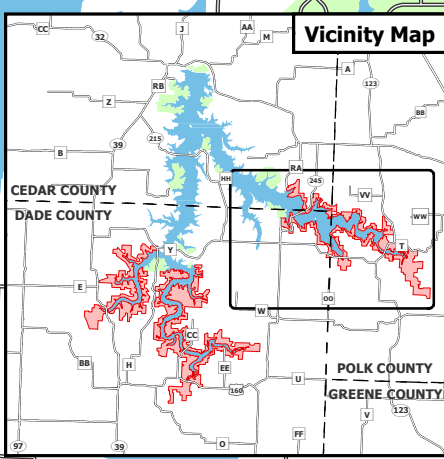 Vicinity Map
CC
32
J
AA
M
A
RB
123
Z
BB
39
215
B
HH
RA
245
VV
CEDAR COUNTY
DADE COUNTY
WW
Y
T
E
OO
W
CC
BB
H
EE
POLK COUNTY
U
160
GREENE COUNTY
V
123
FF
97
39
O